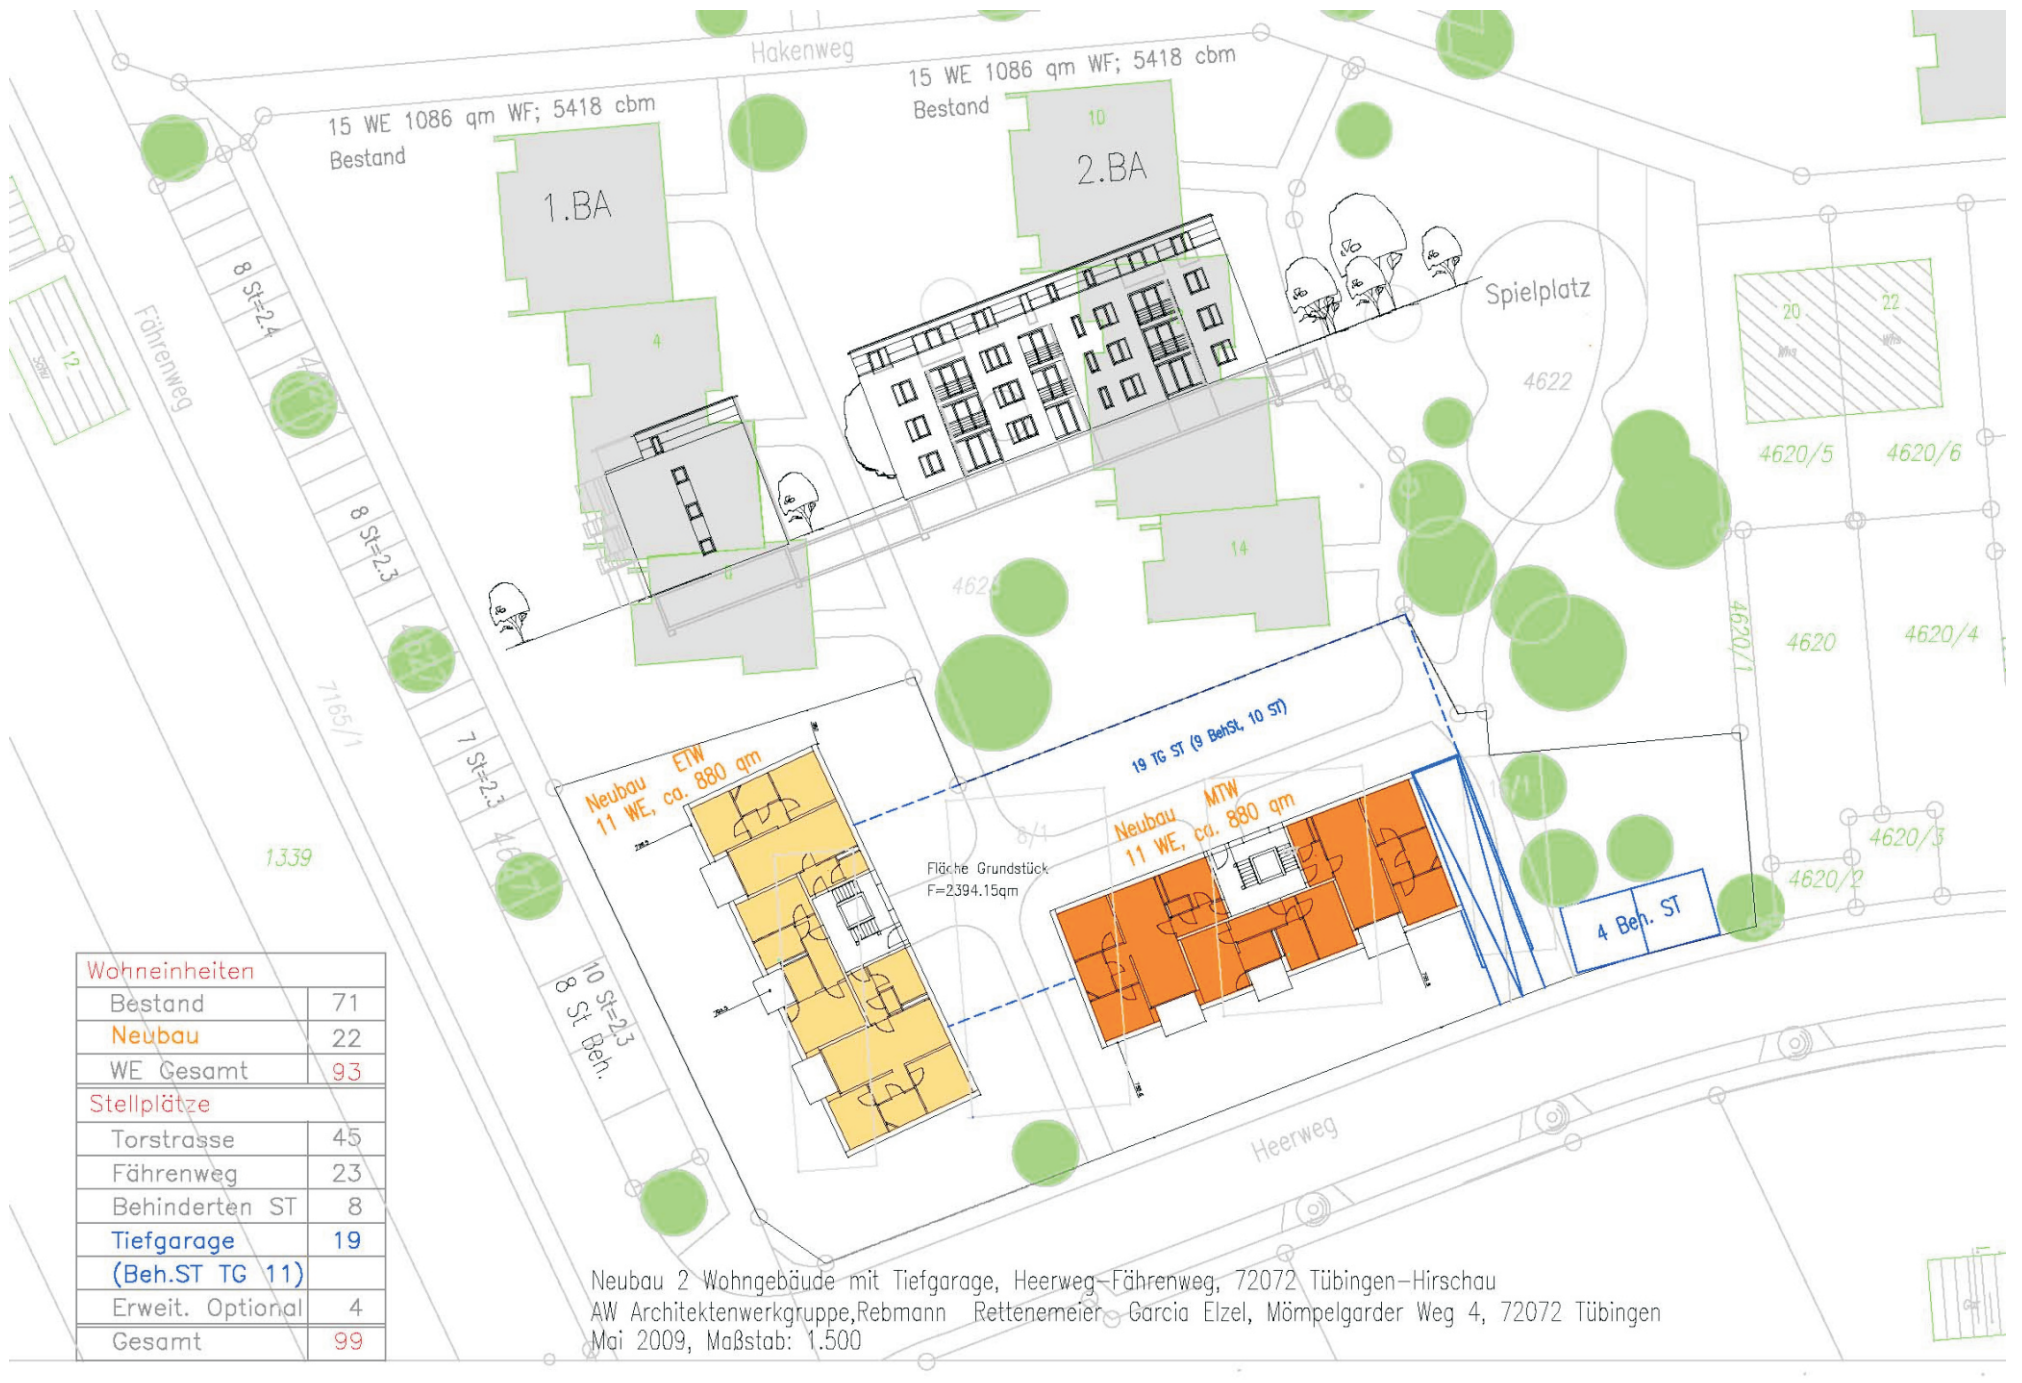 Hakenweg
15 WE 1086 qm WF; 5418 cbm
Bestand
15 WE 1086 qm WF; 5418 cbm
Bestand
10
1.BA
2.BA
8 St=2.4
Fährenweg
12
4
Spielplatz
4622
20
22
4620/5
4620/6
8 St=2.3
14
6
4620/1
4620
4620/4
7165/1
7 St=2.3
19 TG ST (9 BehSt, 10 ST)
Neubau ETW
11 WE, ca. 880 qm
Neubau MTW
11 WE, ca. 880 qm
8/1
Fläche Grundstück
F=2394.15qm
1339
4620/3
4620/2
4 Beh. ST
10 St=2.3
8 St Beh.
Heerweg
Wohneinheiten
Bestand 71
Neubau 22
WE Gesamt 93
Stellplätze
Torstrasse 45
Fährenweg 23
Behinderten ST 8
Tiefgarage 19
(Beh.ST TG 11)
Erweit. Optional 4
Gesamt 99
Neubau 2 Wohngebäude mit Tiefgarage, Heerweg-Fährenweg, 72072 Tübingen-Hirschau
AW Architektenwerkgruppe,Rebmann Rettenemeier Garcia Elzel, Mömpelgarder Weg 4, 72072 Tübingen
Mai 2009, Maßstab: 1.500